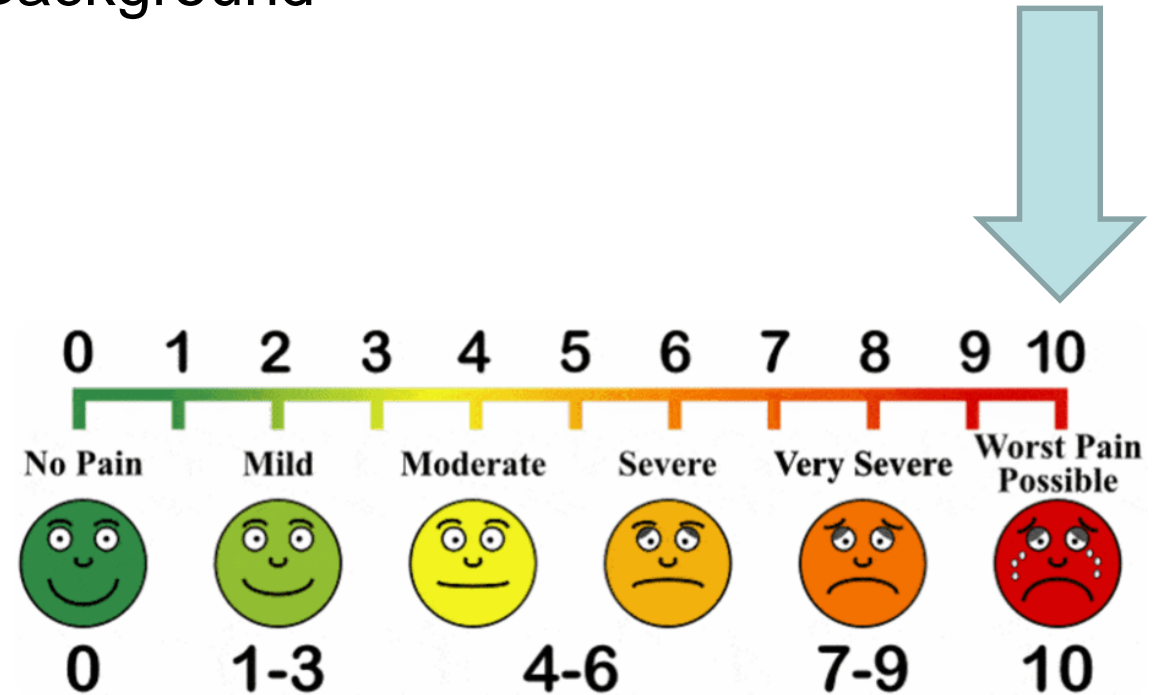 0 1 2 3 4 5 6 7 8 9 10
No Pain Mild Moderate Severe Very Severe Worst Pain
Possible
0 1-3 4-6 7-9 10